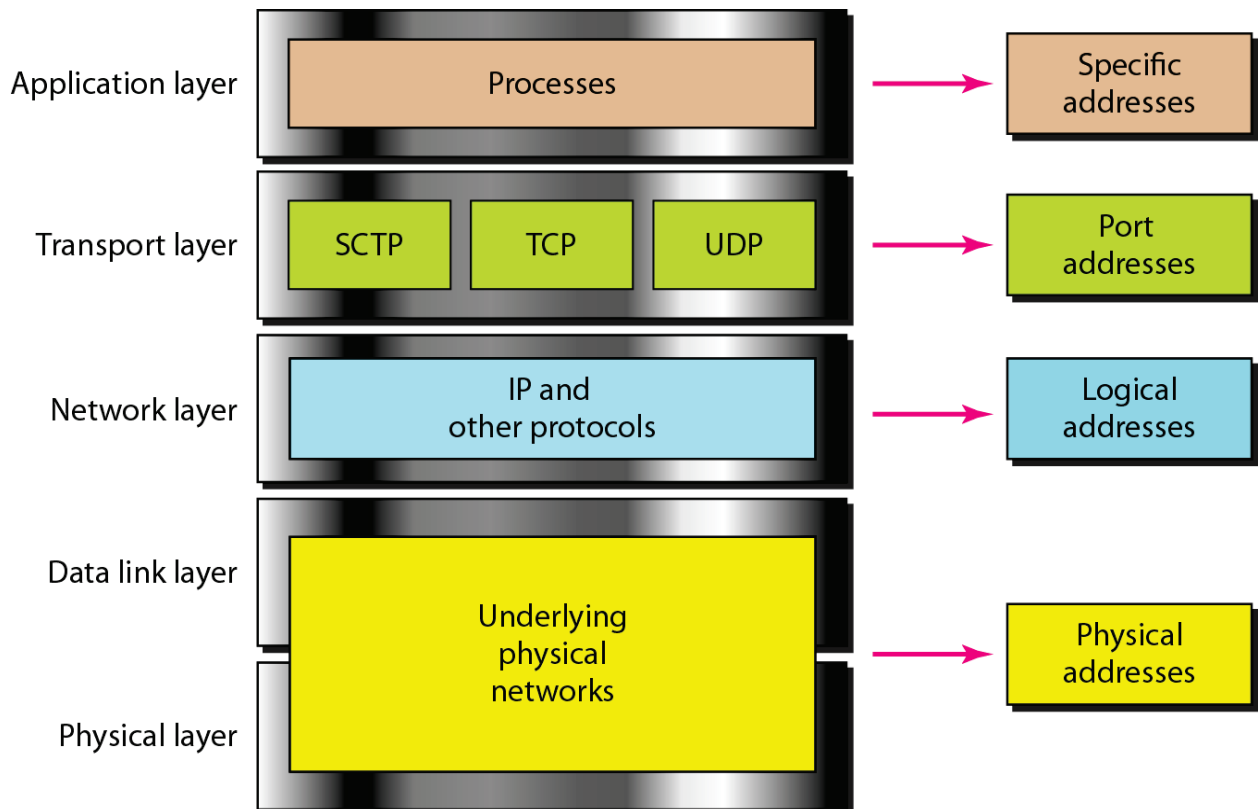 Application layer
Processes
Specific
addresses
Transport layer
SCTP
TCP
UDP
Port
addresses
Network layer
IP and
other protocols
Logical
addresses
Data link layer
Underlying
physical
networks
Physical
addresses
Physical layer